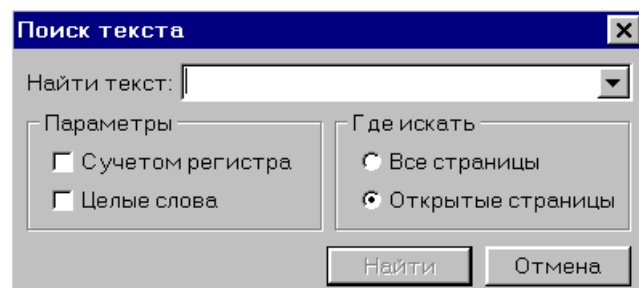 Поиск текста
Найти текст:
Параметры
С учетом регистра
Целые слова
Где искать
Все страницы
Открытые страницы
Найти
Отмена